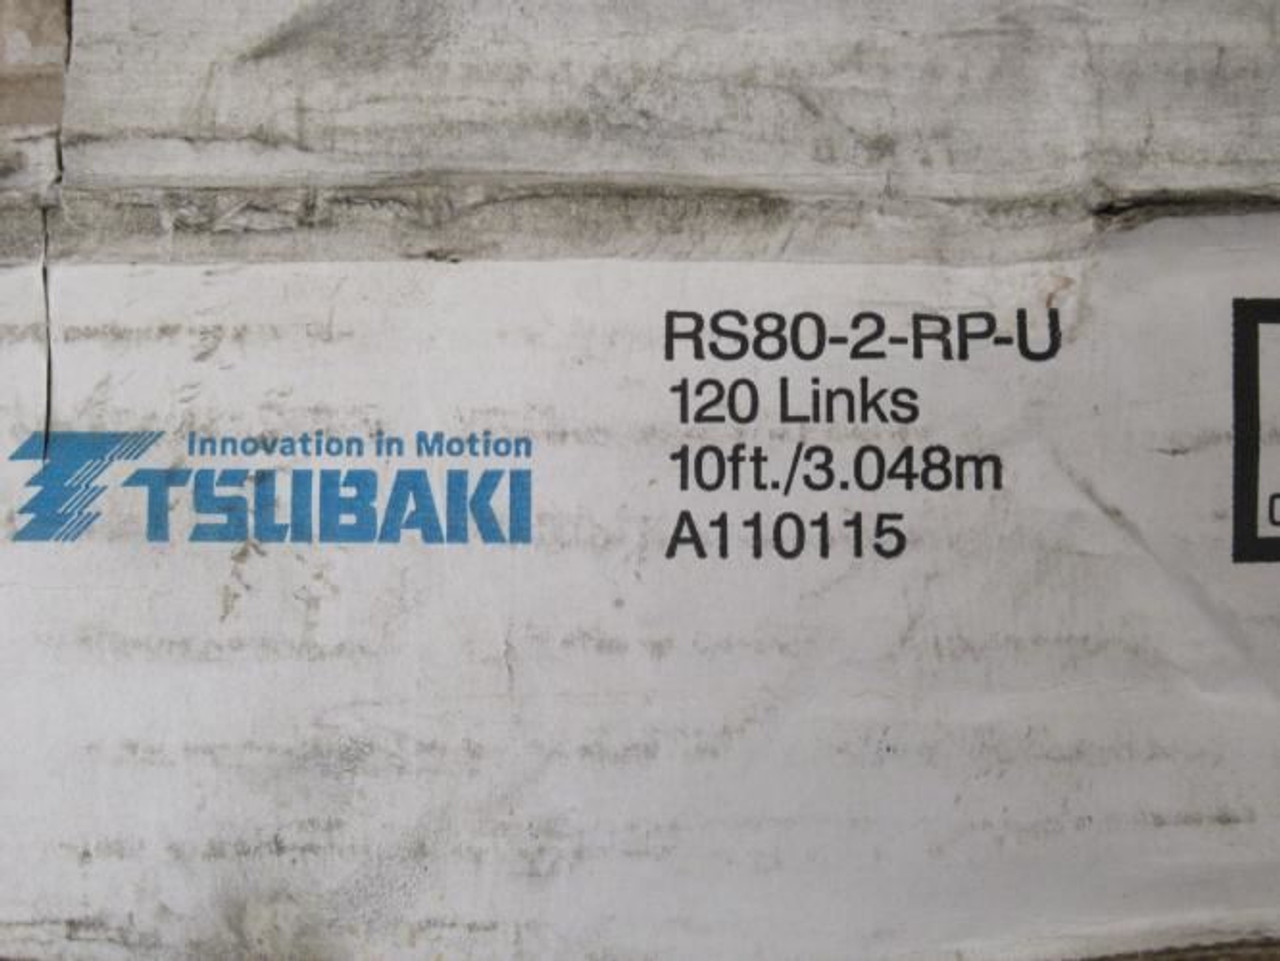 Innovation in Motion
TSUBAKI
RS80-2-RP-U
120 Links
10ft./3.048m
A110115